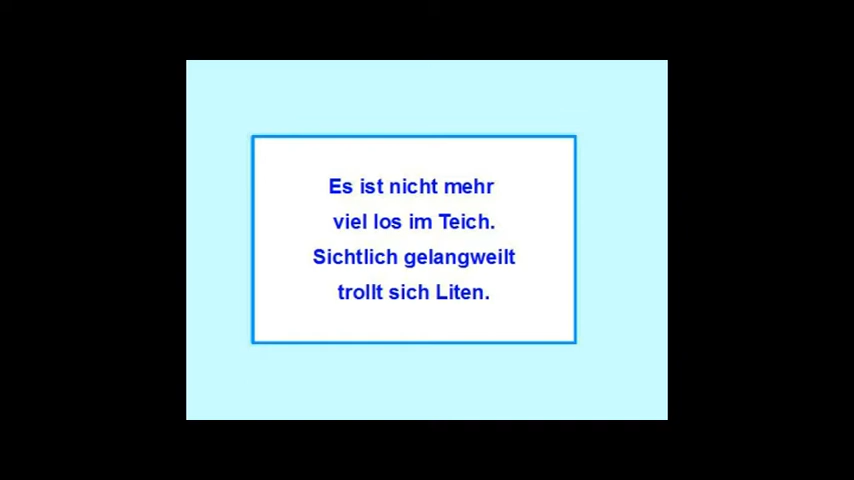 Es ist nicht mehr
viel los im Teich.
Sichtlich gelangweilt
trollt sich Liten.